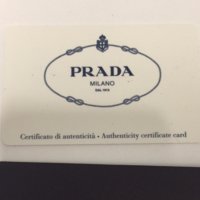 PRADA
MILANO
DAL 1913
Certificato di autenticità - Authenticity certificate card